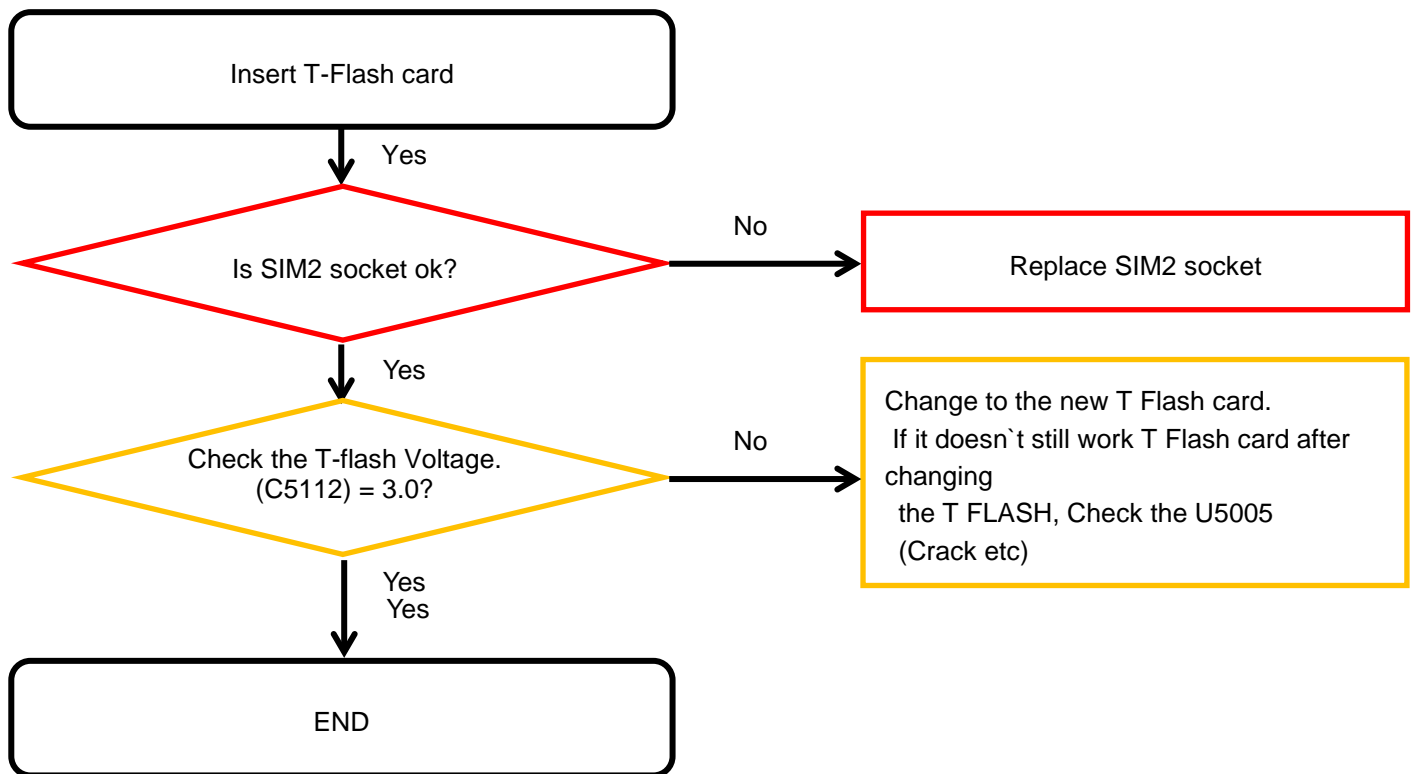 Insert T-Flash card
Yes
Is SIM2 socket ok?
No
Replace SIM2 socket
Yes
Check the T-flash Voltage.
(C5112) = 3.0?
No
Change to the new T Flash card.
If it doesn`t still work T Flash card after
changing
the T FLASH, Check the U5005
(Crack etc)
Yes
Yes
END